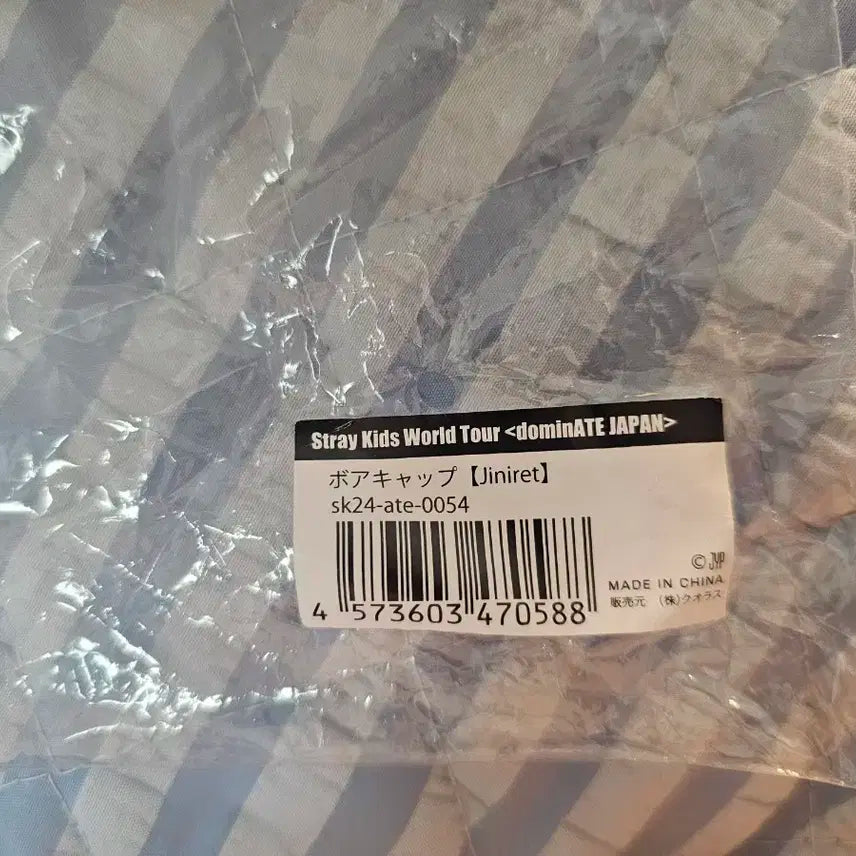 Stray Kids World Tour <dominATE JAPAN>
ボアキャップ【Jiniret】
sk24-ate-0054
©JYP
MADE IN CHINA
販売元 (株)クオラス
4 573603 470588